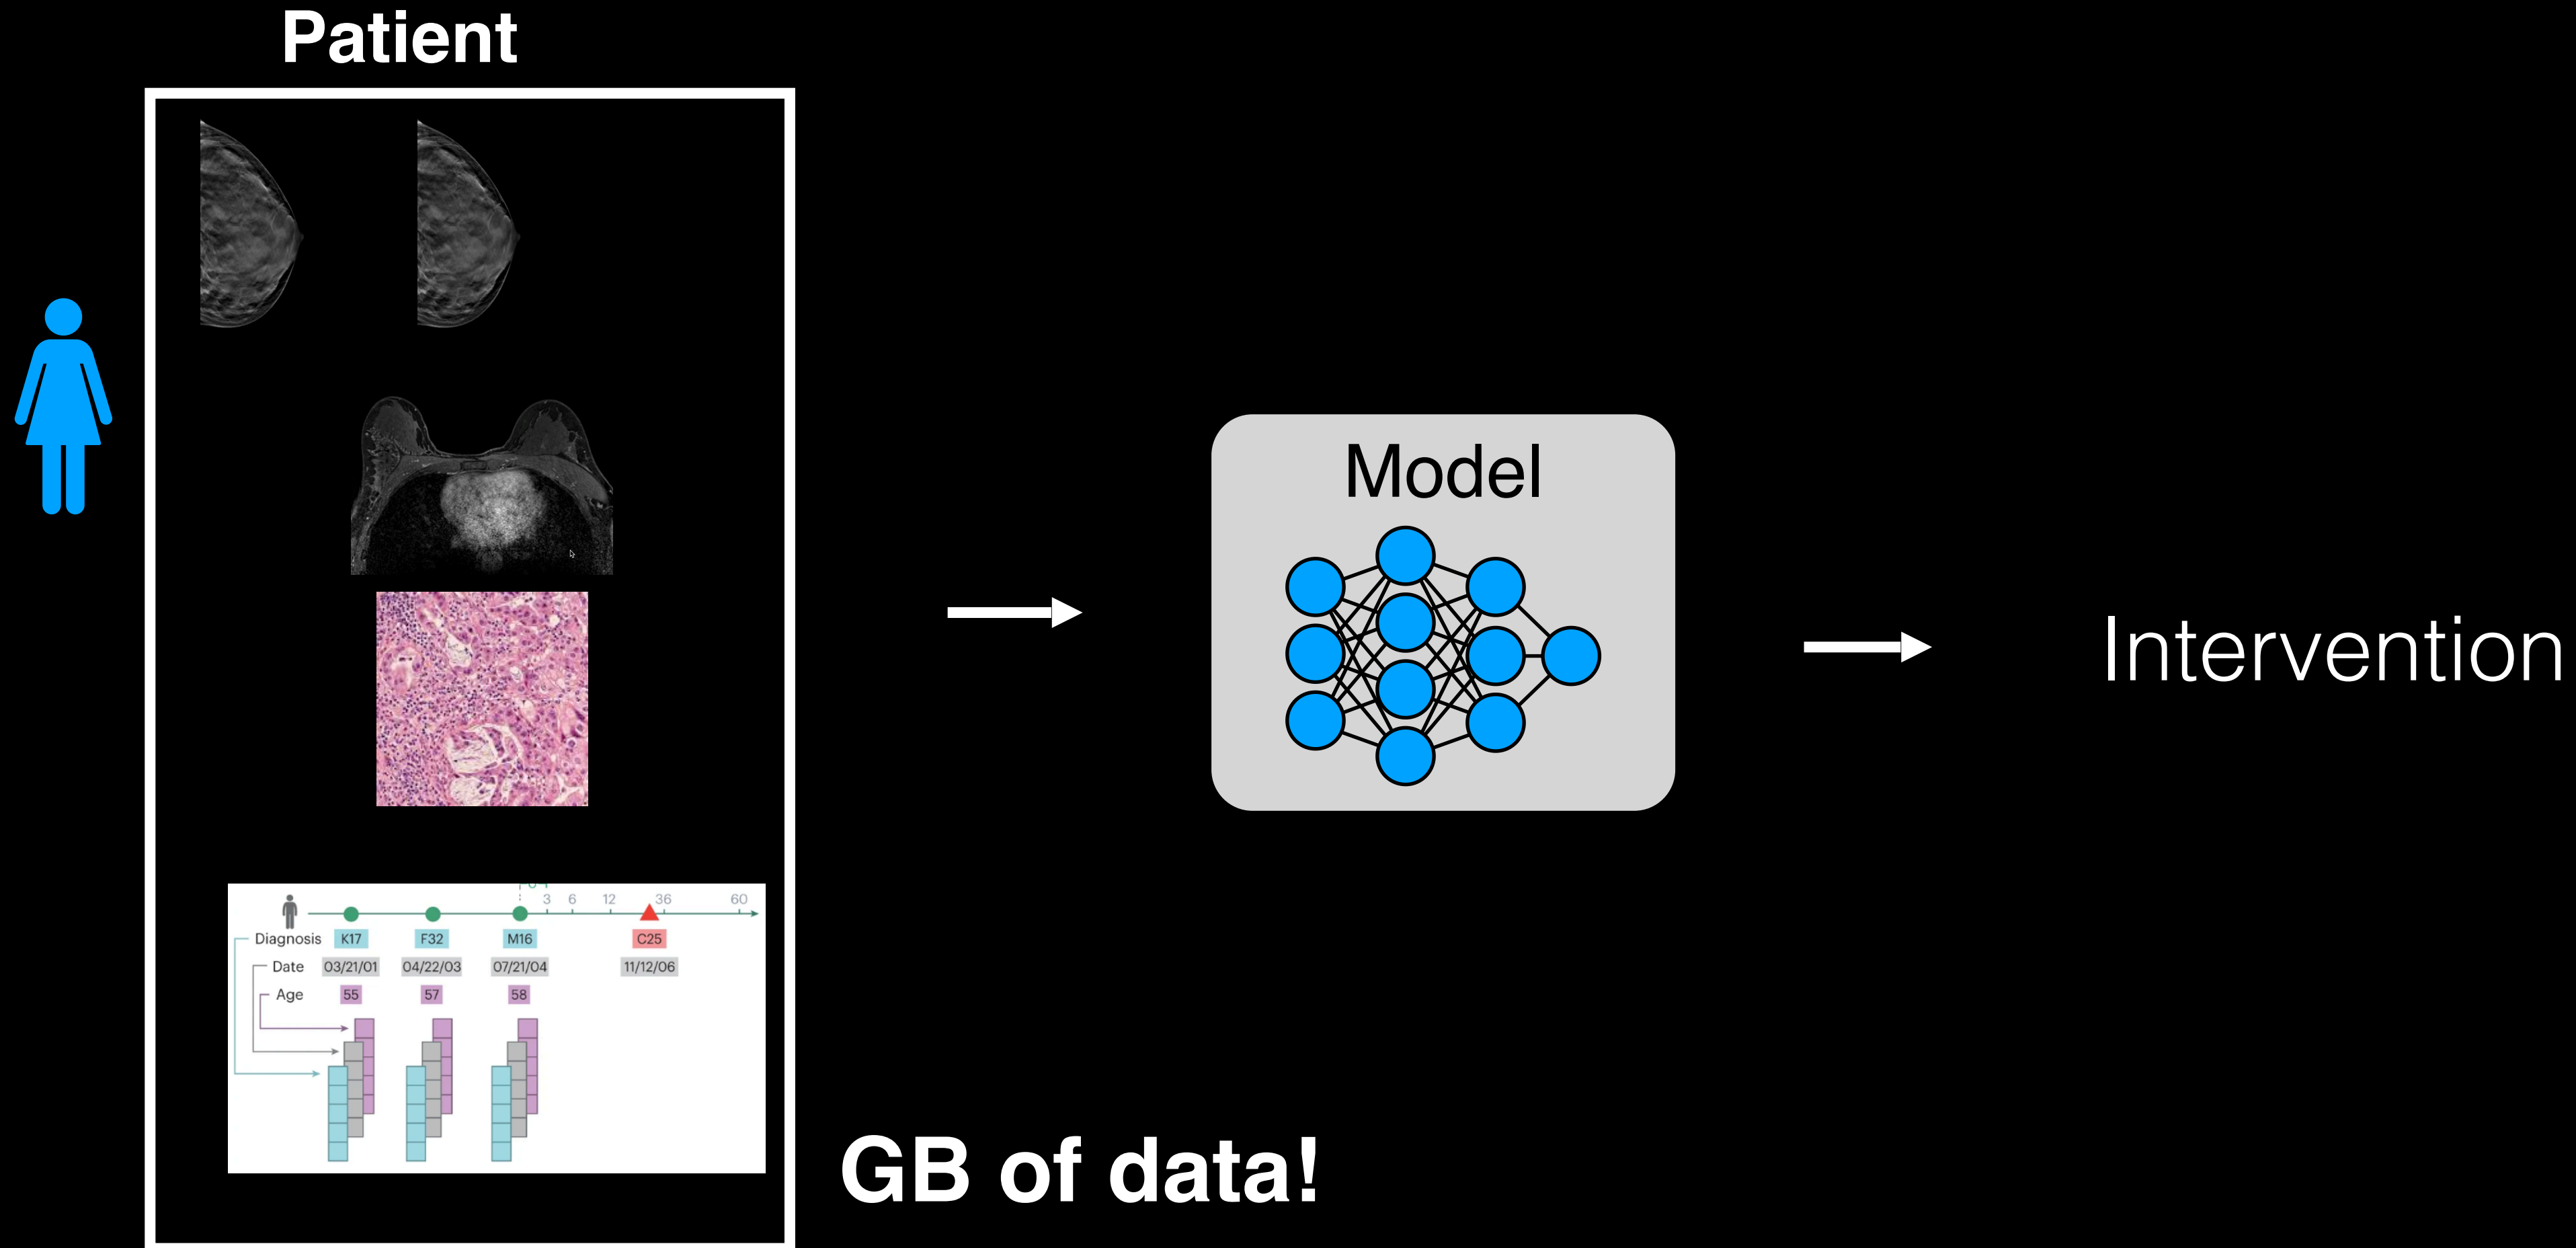 Patient
Model
Intervention
3 6 12 36 60
Diagnosis K17 F32 M16 C25
Date 03/21/01 04/22/03 07/21/04 11/12/06
Age 55 57 58
GB of data!